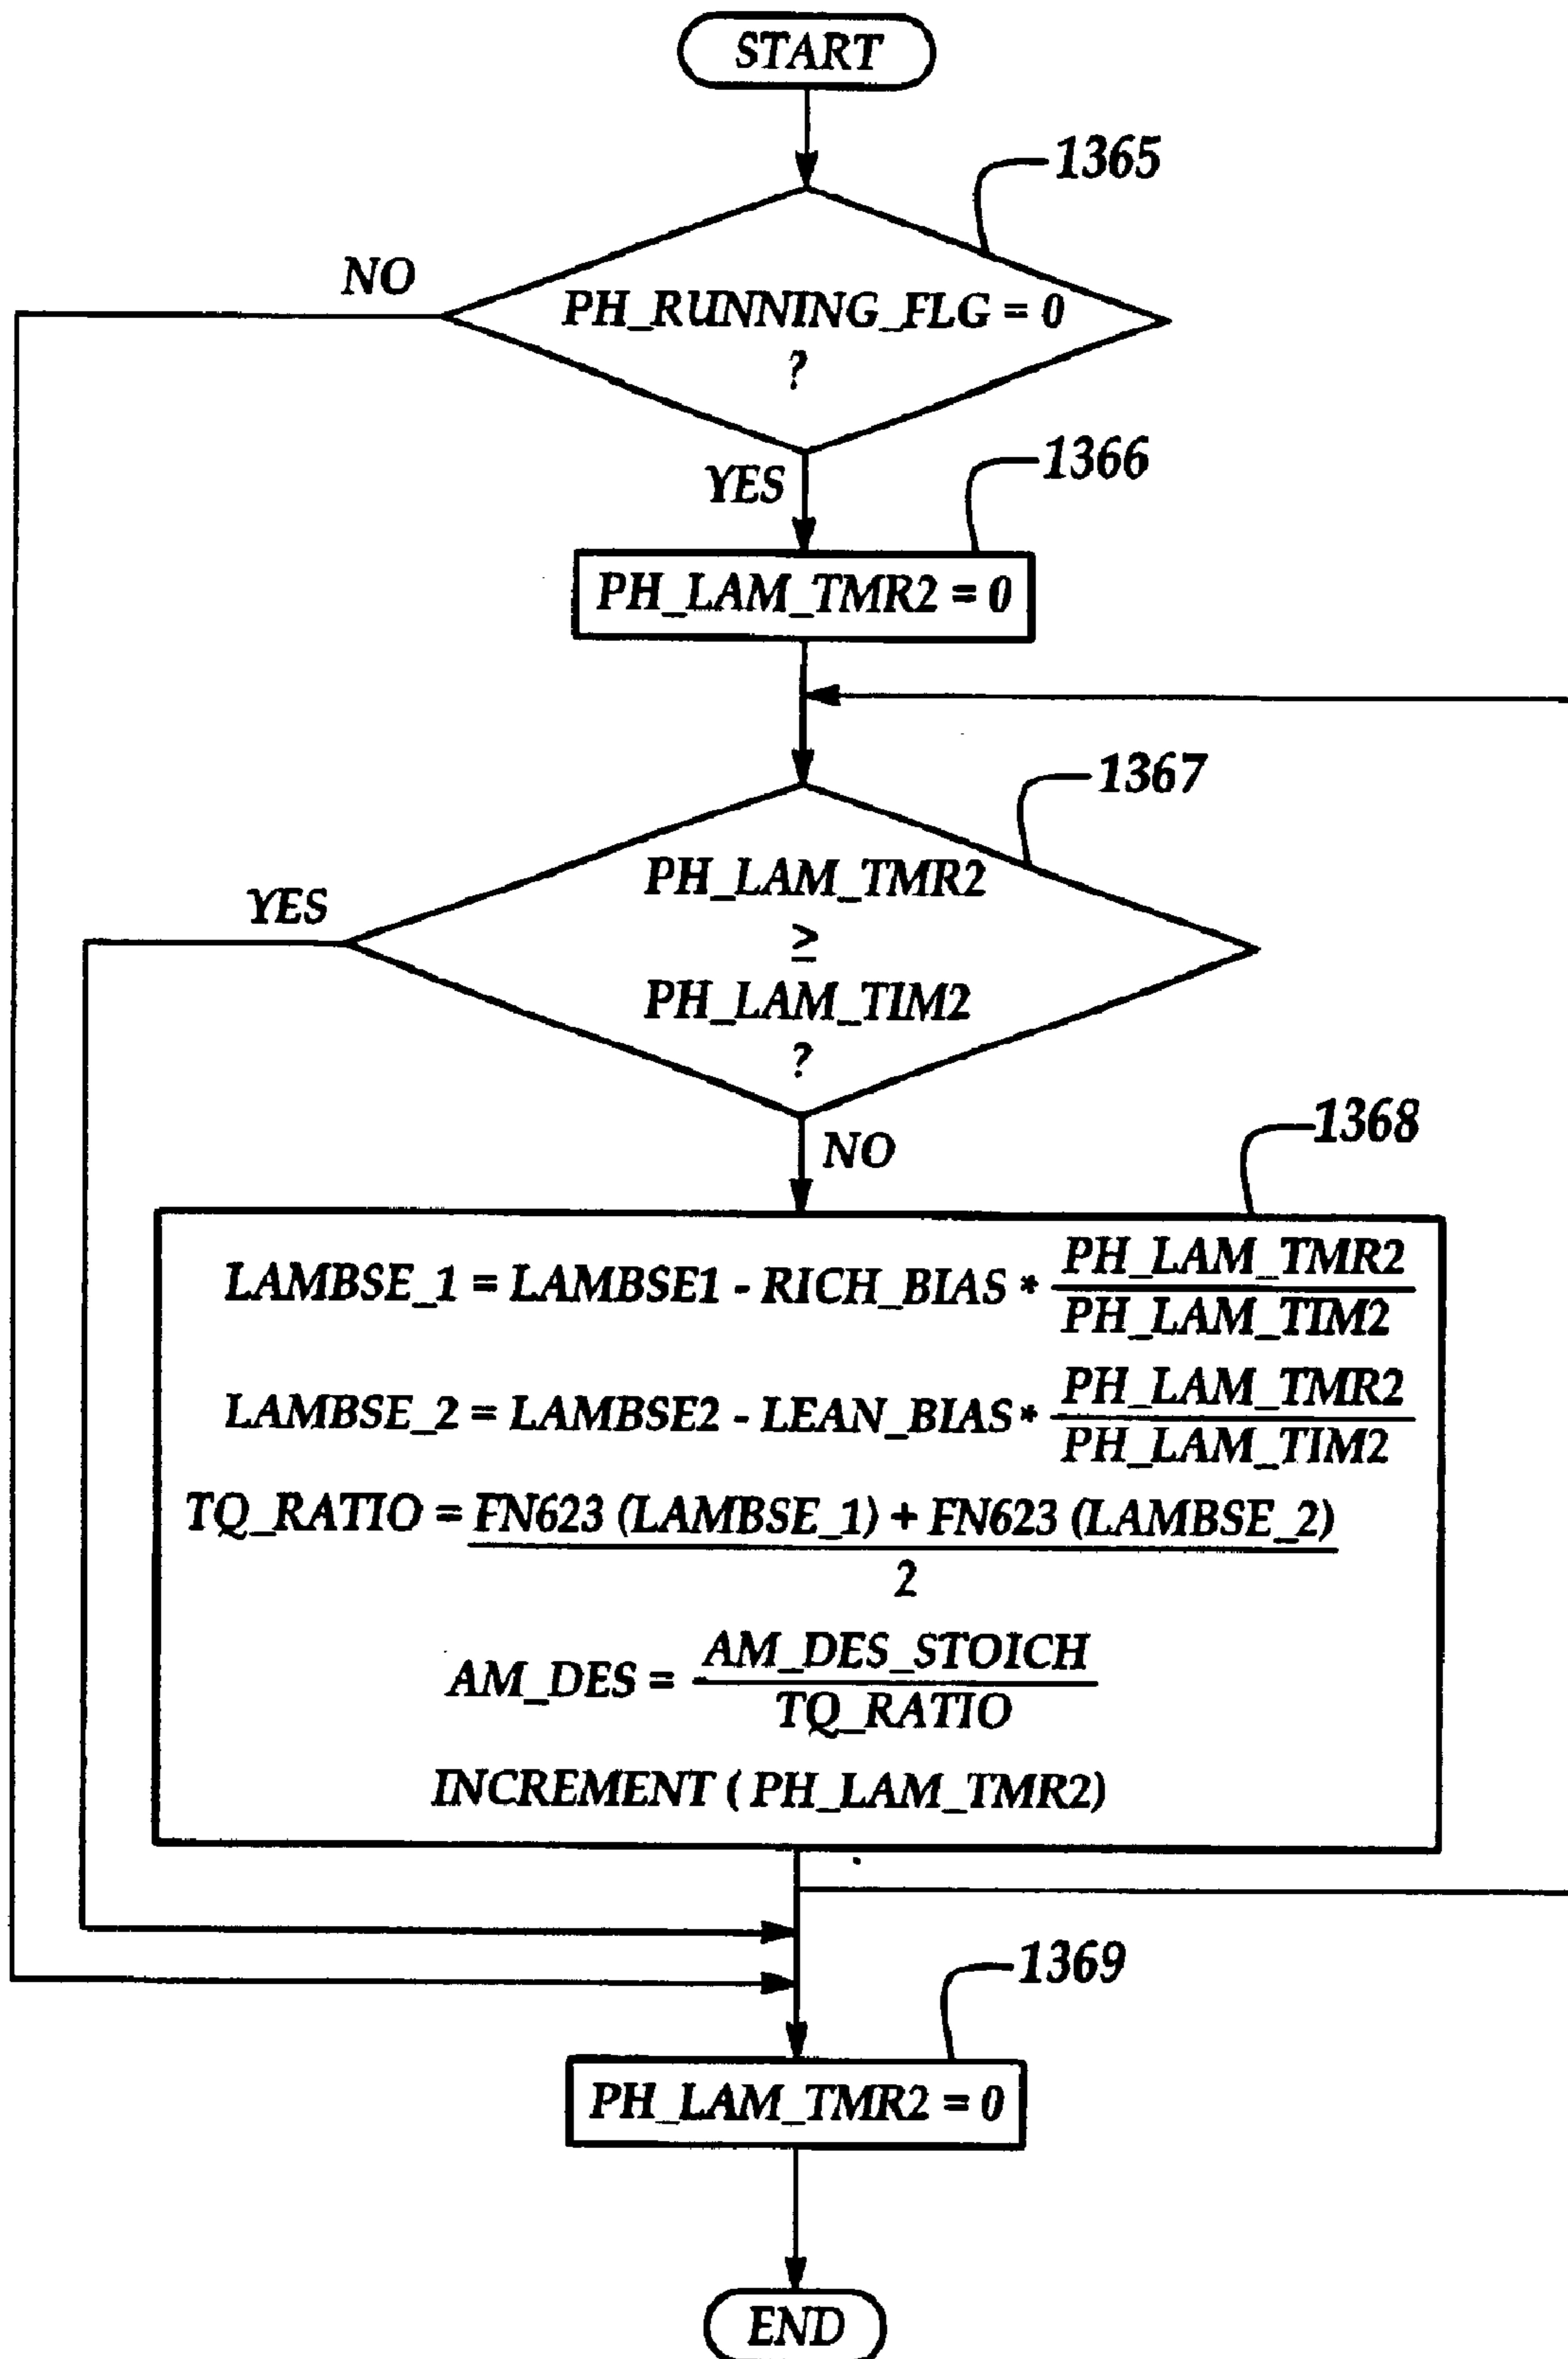 START
1365
NO
PH_RUNNING_FLG = 0
?
1366
YES
PH_LAM_TMR2 = 0
1367
YES
PH_LAM_TMR2
≥
PH_LAM_TIM2
?
1368
NO
LAMBSE_1 = LAMBSE1 - RICH_BIAS * PH_LAM_TMR2
PH_LAM_TIM2
LAMBSE_2 = LAMBSE2 - LEAN_BIAS * PH_LAM_TMR2
PH_LAM_TIM2
TQ_RATIO = FN623 (LAMBSE_1) + FN623 (LAMBSE_2)
2
AM_DES = AM_DES_STOICH
TQ_RATIO
INCREMENT ( PH_LAM_TMR2)
1369
PH_LAM_TMR2 = 0
END